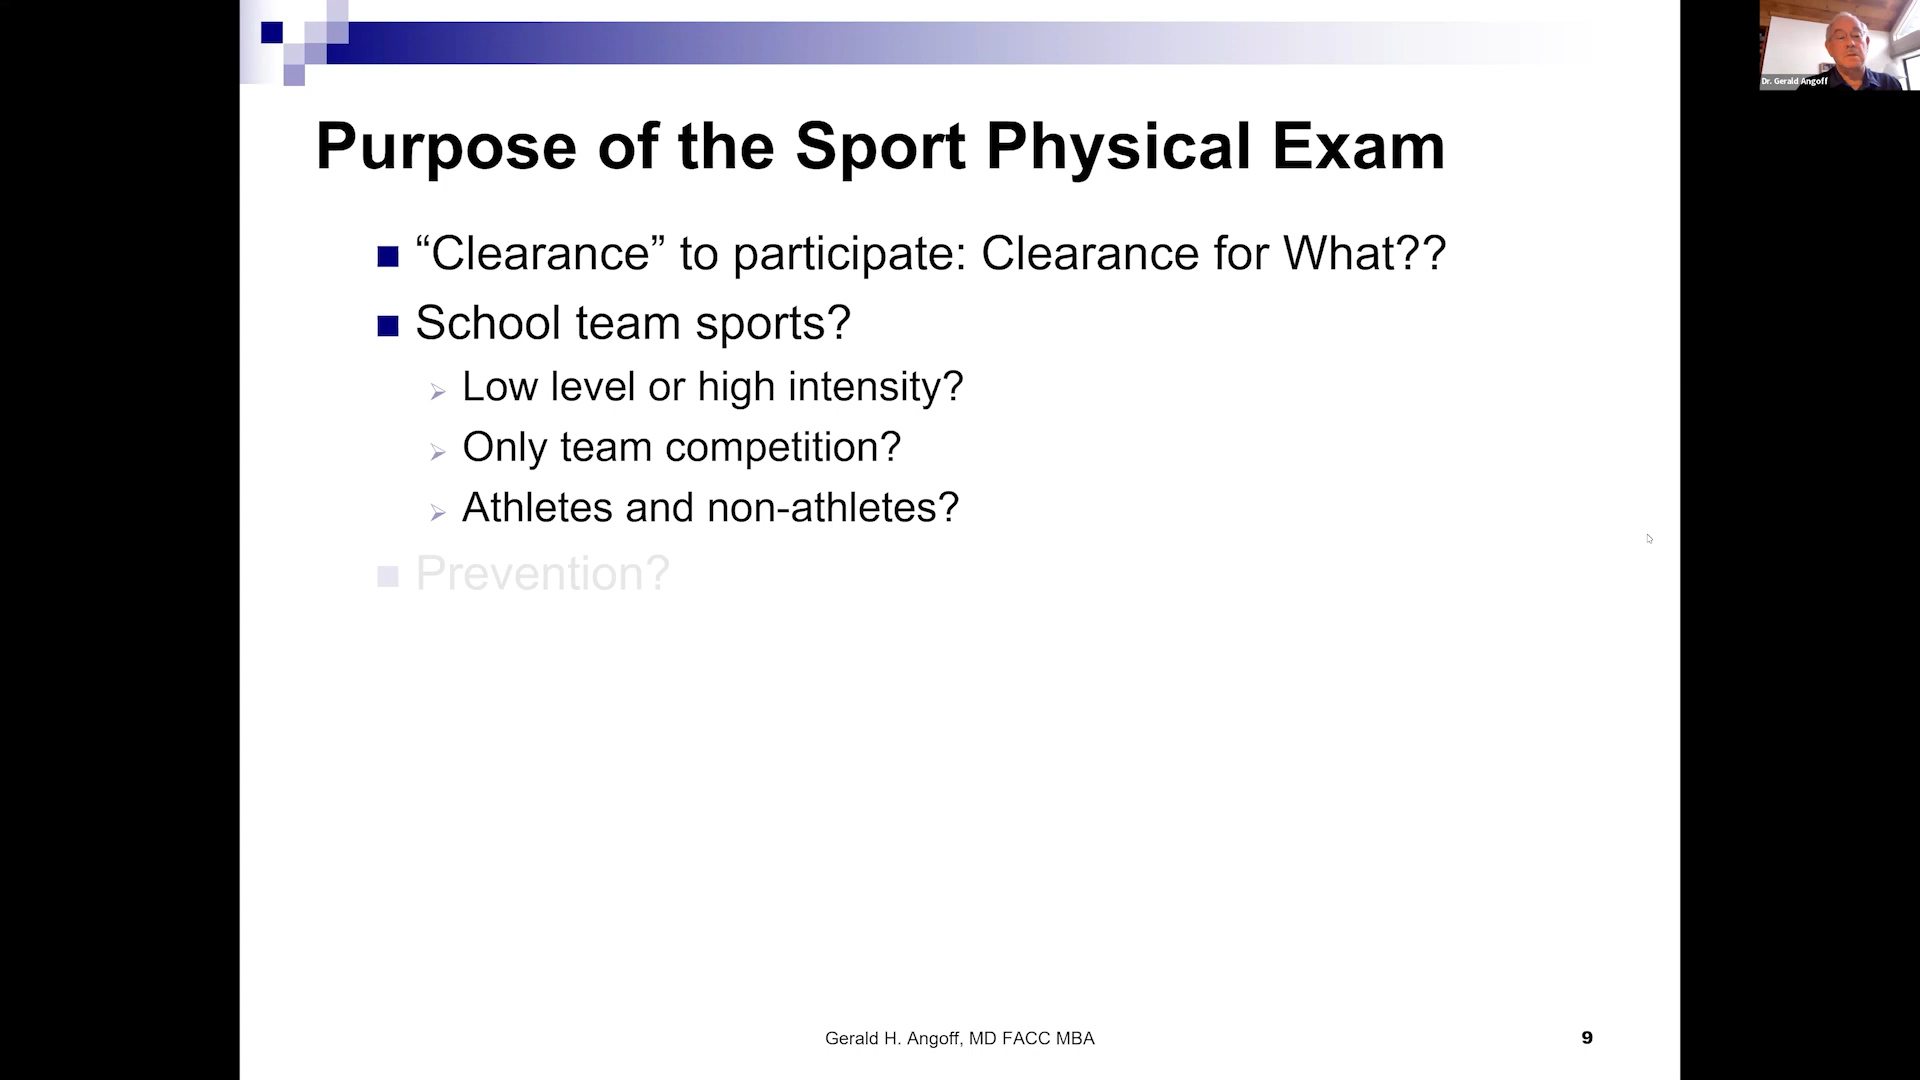 Dr. Gerald Angoff
Purpose of the Sport Physical Exam
“Clearance” to participate: Clearance for What??
School team sports?
Low level or high intensity?
Only team competition?
Athletes and non-athletes?
Prevention?
Gerald H. Angoff, MD FACC MBA
9